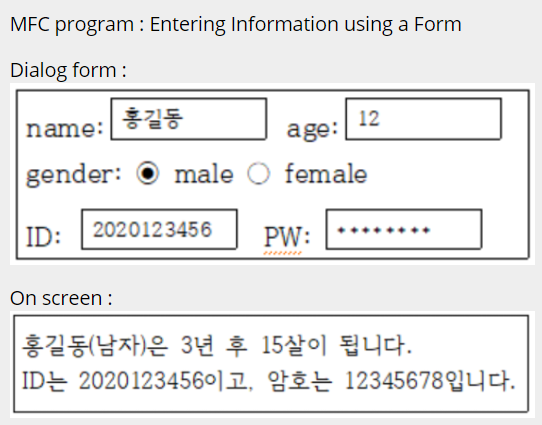 MFC program : Entering Information using a Form
Dialog form :
name: 홍길동 age: 12
gender: male female
ID: 2020123456 PW: ********
On screen :
홍길동(남자)은 3년 후 15살이 됩니다.
ID는 2020123456이고, 암호는 12345678입니다.